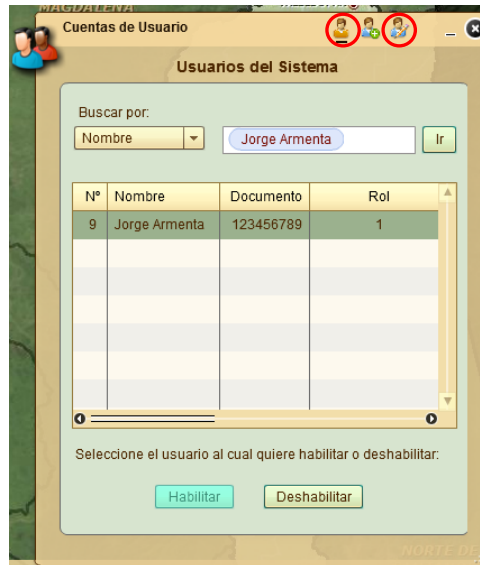 MAGDALENA
Cuentas de Usuario
Usuarios del Sistema
Buscar por:
Nombre Jorge Armenta Ir
Nº Nombre Documento Rol
9 Jorge Armenta 123456789 1
Seleccione el usuario al cual quiere habilitar o deshabilitar:
Habilitar Deshabilitar
NORTE DE